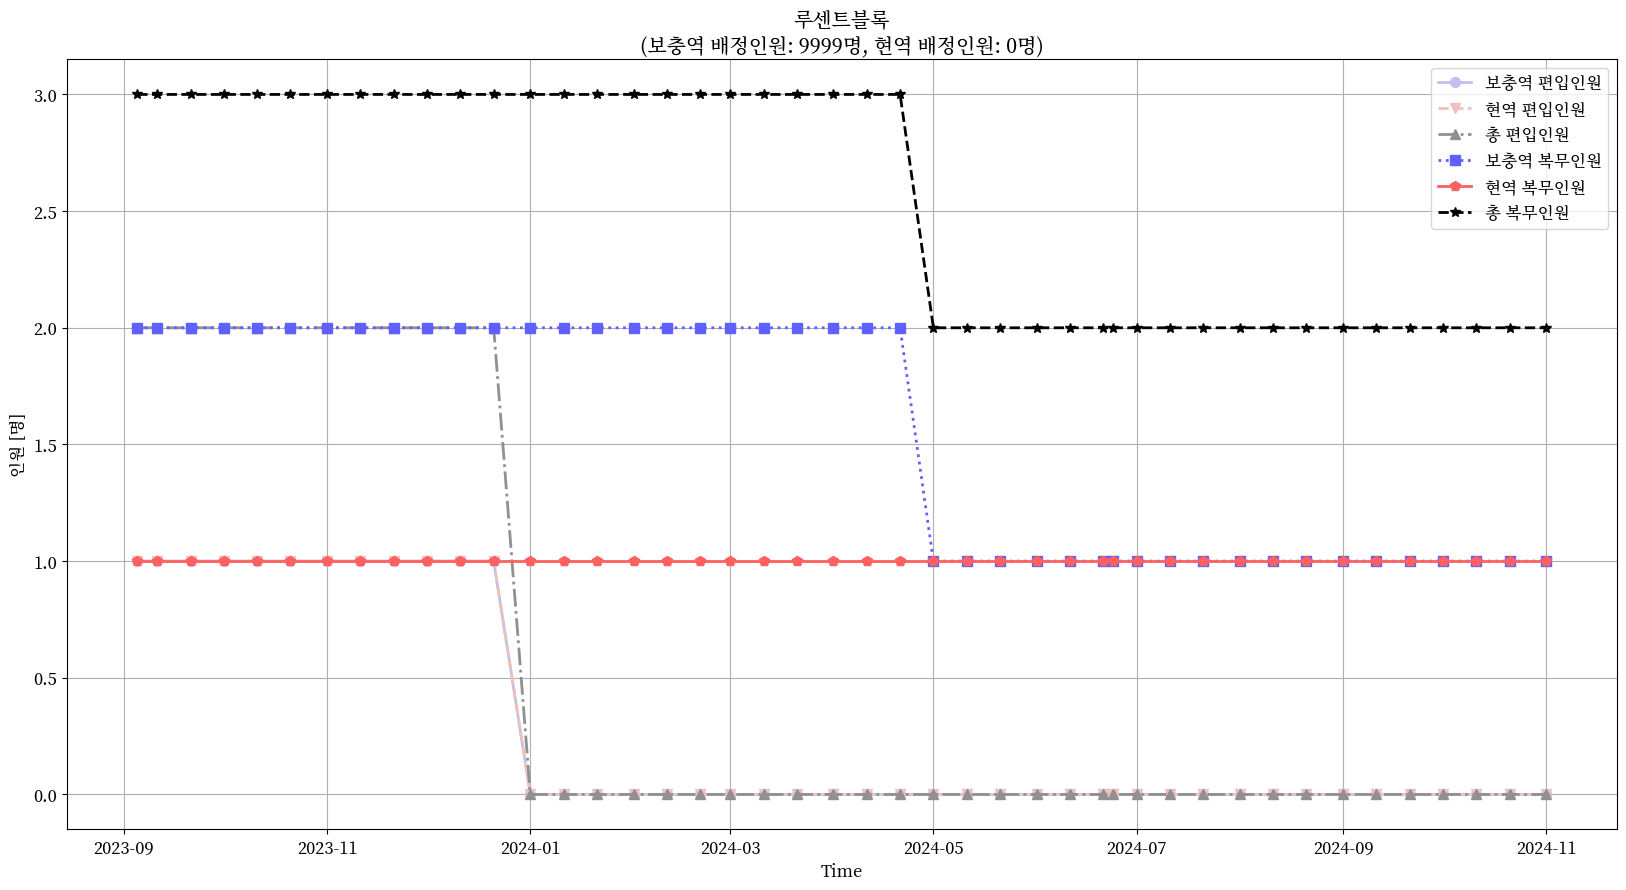 루센트블록
(보충역 배정인원: 9999명, 현역 배정인원: 0명)
보충역 편입인원
현역 편입인원
총 편입인원
보충역 복무인원
현역 복무인원
총 복무인원
인원 [명]
3.0
2.5
2.0
1.5
1.0
0.5
0.0
2023-09
2023-11
2024-01
2024-03
2024-05
2024-07
2024-09
2024-11
Time